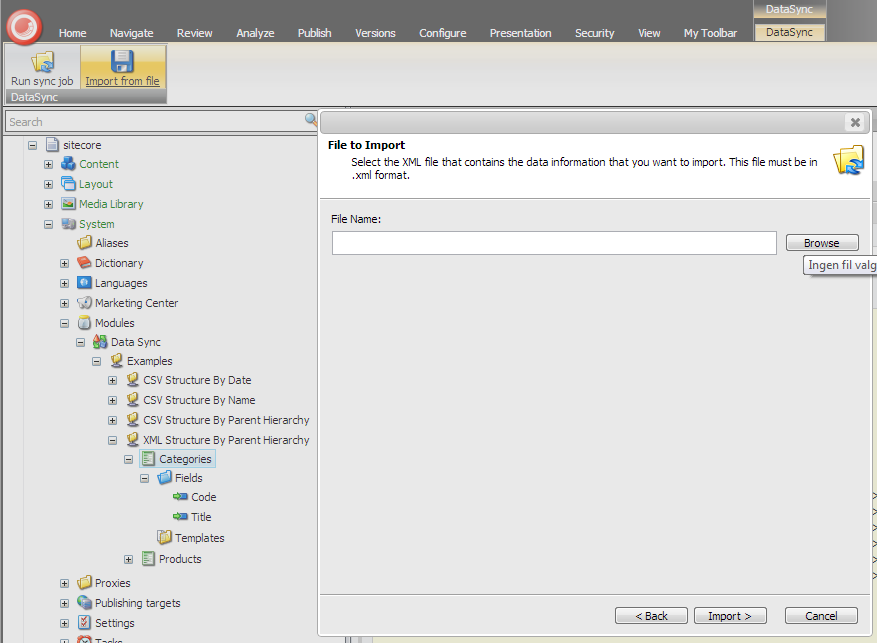 DataSync
Home Navigate Review Analyze Publish Versions Configure Presentation Security View My Toolbar DataSync
Run sync job Import from file
DataSync
Search
sitecore
Content
Layout
Media Library
System
Aliases
Dictionary
Languages
Marketing Center
Modules
Data Sync
Examples
CSV Structure By Date
CSV Structure By Name
CSV Structure By Parent Hierarchy
XML Structure By Parent Hierarchy
Categories
Fields
Code
Title
Templates
Products
Proxies
Publishing targets
Settings
Tasks
File to Import
Select the XML file that contains the data information that you want to import. This file must be in
.xml format.
File Name:
Browse
Ingen fil valg
< Back Import > Cancel